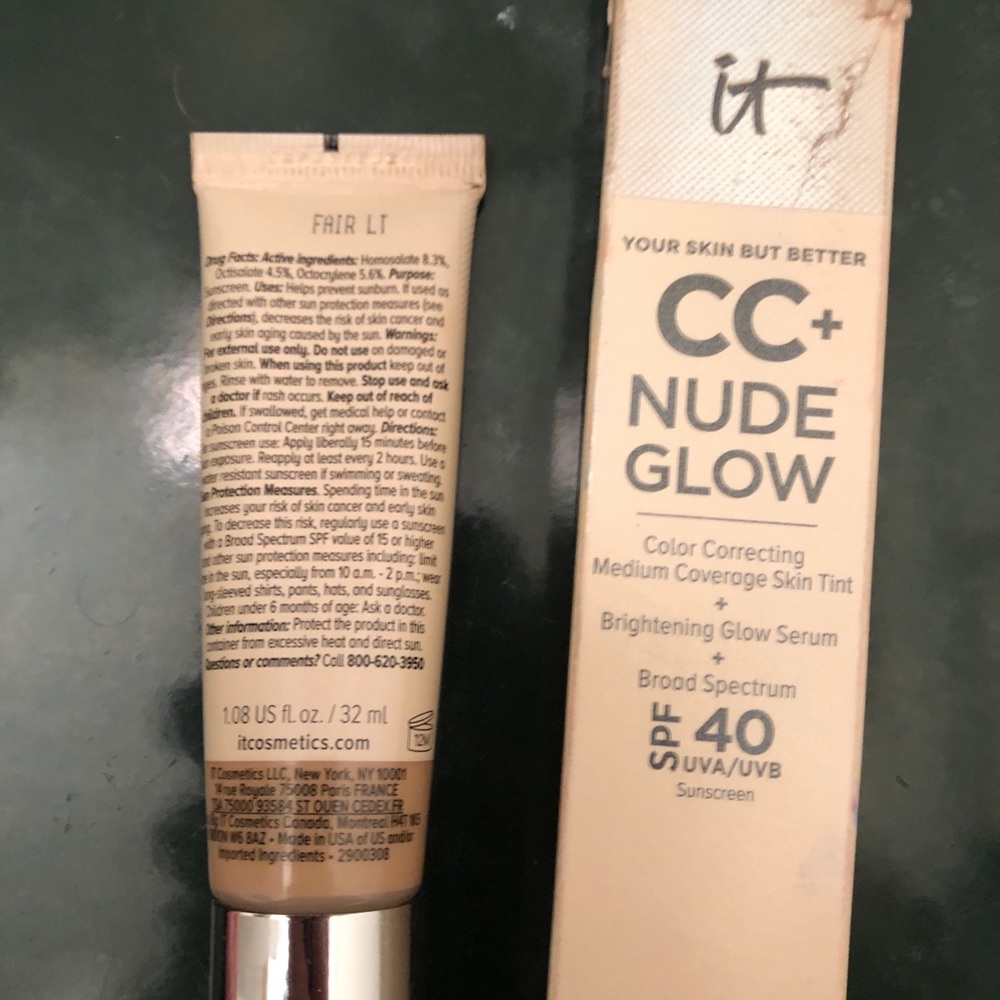 FAIR LT
Drug Facts: Active ingredients: Homosalate 8.3%,
Octisalate 4.5%, Octocrylene 5.6%. Purpose:
Sunscreen. Uses: Helps prevent sunburn. If used as
directed with other sun protection measures (see
Directions), decreases the risk of skin cancer and
early skin aging caused by the sun. Warnings:
For external use only. Do not use on damaged or
broken skin. When using this product keep out of
Rinse with water to remove. Stop use and ask
a doctor if rash occurs. Keep out of reach of
children. If swallowed, get medical help or contact
a Poison Control Center right away. Directions:
sunscreen use: Apply liberally 15 minutes before
exposure. Reapply at least every 2 hours. Use a
resistant sunscreen if swimming or sweating.
Protection Measures. Spending time in the sun
increases your risk of skin cancer and early skin
To decrease this risk, regularly use a sunscreen
with a Broad Spectrum SPF value of 15 or higher
other sun protection measures including: limit
in the sun, especially from 10 a.m. - 2 p.m.; wear
long-sleeved shirts, pants, hats, and sunglasses.
Children under 6 months of age: Ask a doctor.
Other information: Protect the product in this
container from excessive heat and direct sun.
Questions or comments? Call 800-620-3950
1.08 US fl. oz. / 32 ml
itcosmetics.com
12M
IT Cosmetics LLC, New York, NY 10001
14 rue Royale 75008 Paris FRANCE
TSA 75000 93584 ST OUEN CEDEX FR
IT Cosmetics Canada, Montreal H4T 1K5
W6 8AZ - Made in USA of US and/or
Imported Ingredients - 2900308
it
YOUR SKIN BUT BETTER
CC+
NUDE
GLOW
Color Correcting
Medium Coverage Skin Tint
+
Brightening Glow Serum
+
Broad Spectrum
SPF 40
UVA/UVB
Sunscreen